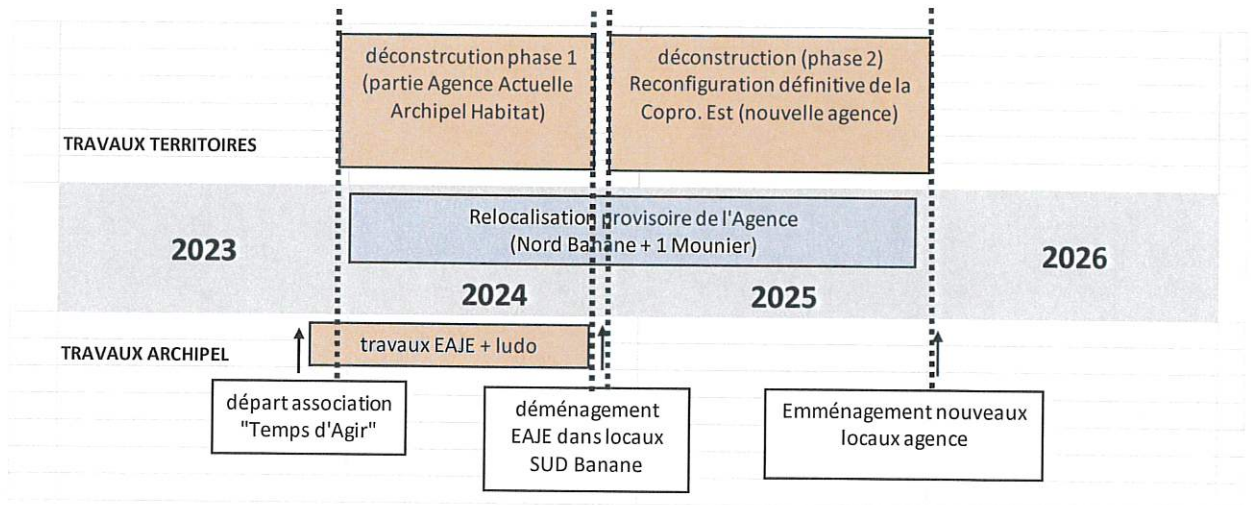 déconstrcution phase 1
(partie Agence Actuelle
Archipel Habitat)
déconstruction (phase 2)
Reconfiguration définitive de la
Copro. Est (nouvelle agence)
TRAVAUX TERRITOIRES
Relocalisation provisoire de l'Agence
(Nord Banane + 1 Mounier)
2023
2024
2025
2026
TRAVAUX ARCHIPEL
travaux EAJE + ludo
départ association
"Temps d'Agir"
déménagement
EAJE dans locaux
SUD Banane
Emménagement nouveaux
locaux agence